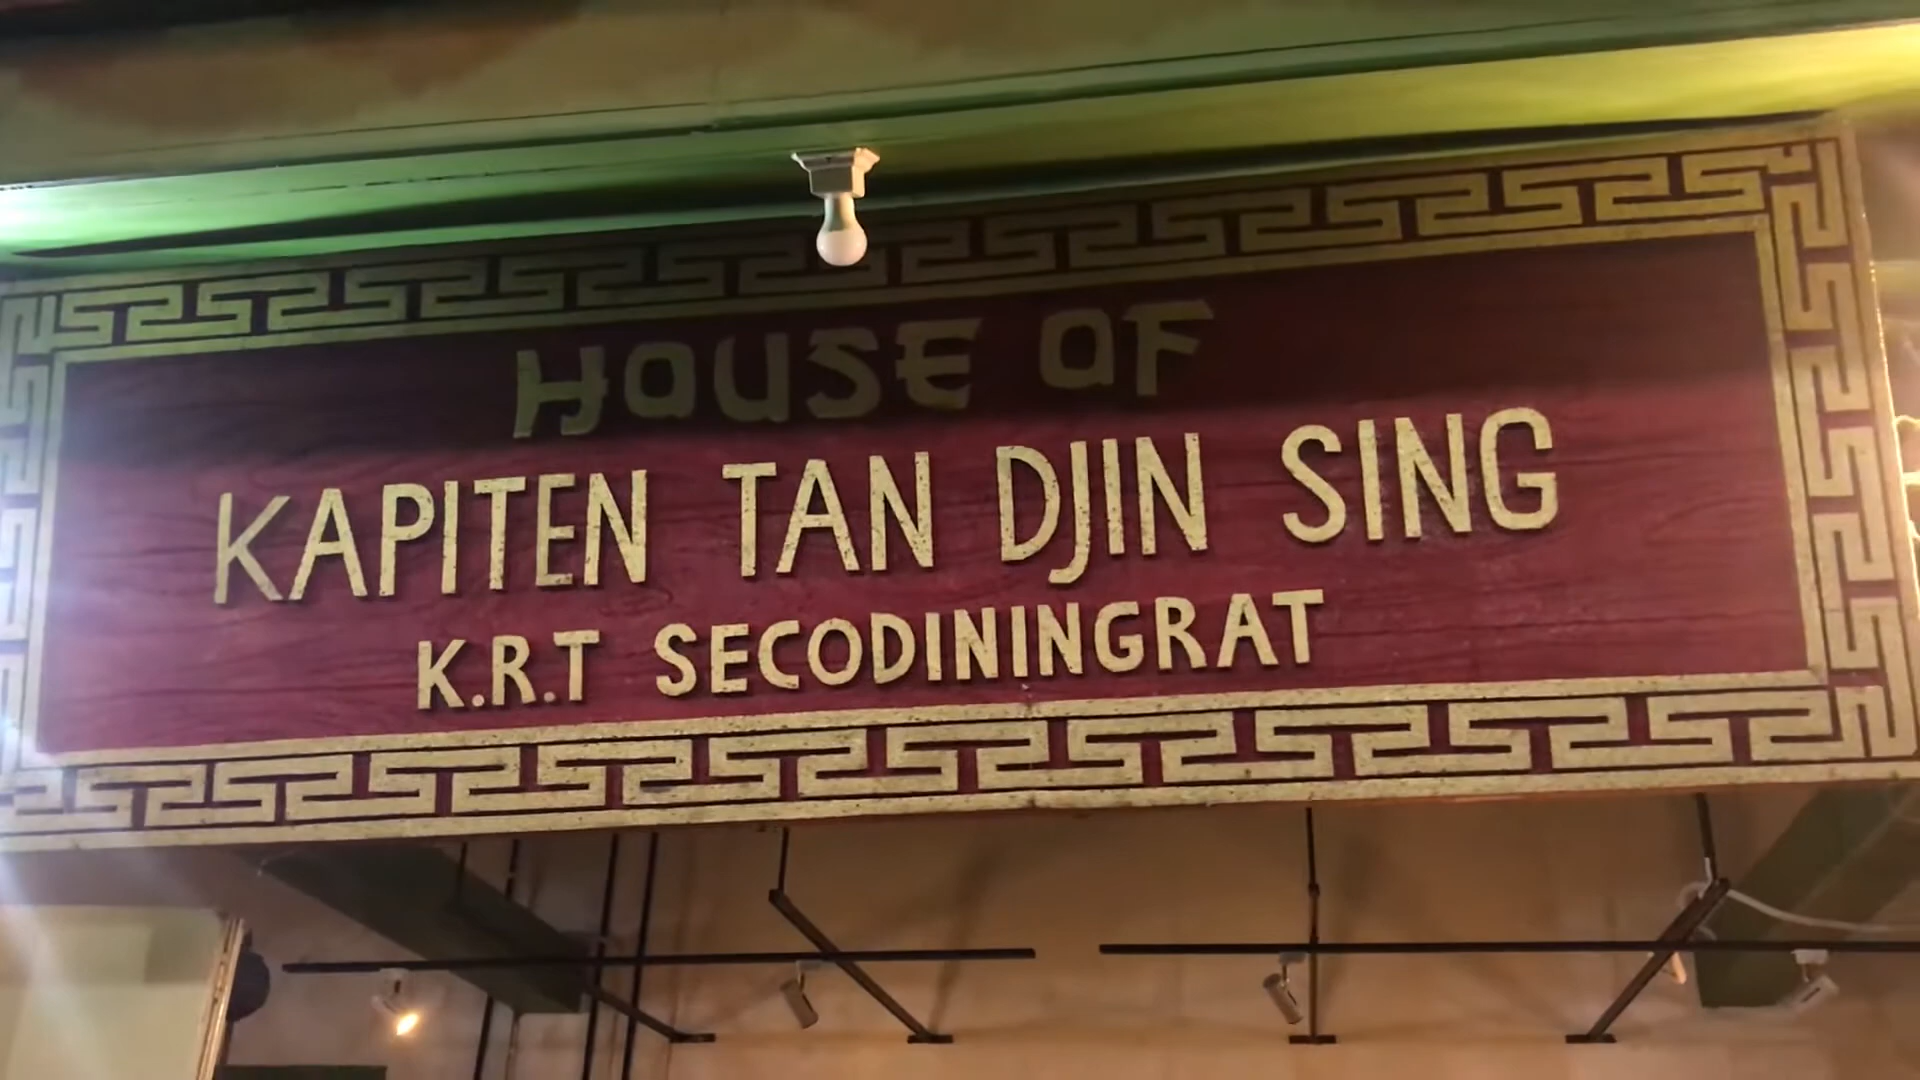 HOUSE OF
KAPITEN TAN DJIN SING
K.R.T SECODININGRAT